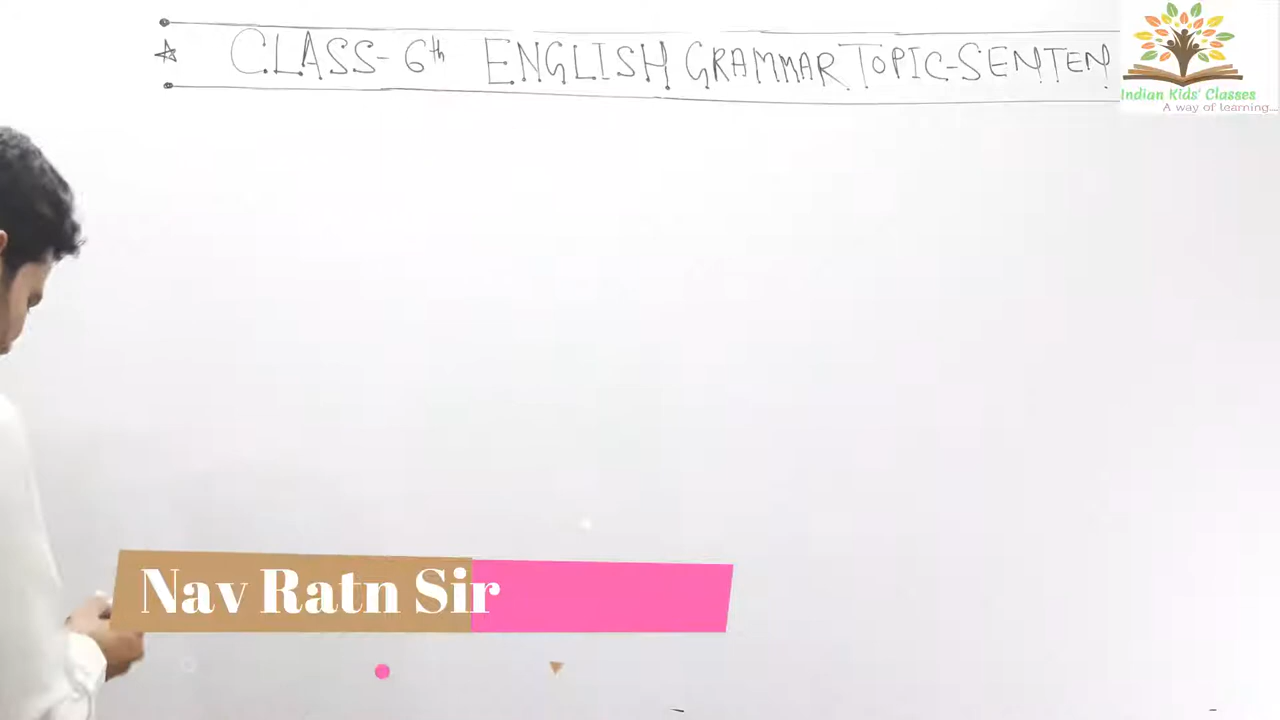 ☆ CLASS-6th ENGLISH GRAMMAR TOPIC-SENTEN
Indian Kids' Classes
A way of learning....
Nav Ratn Sir